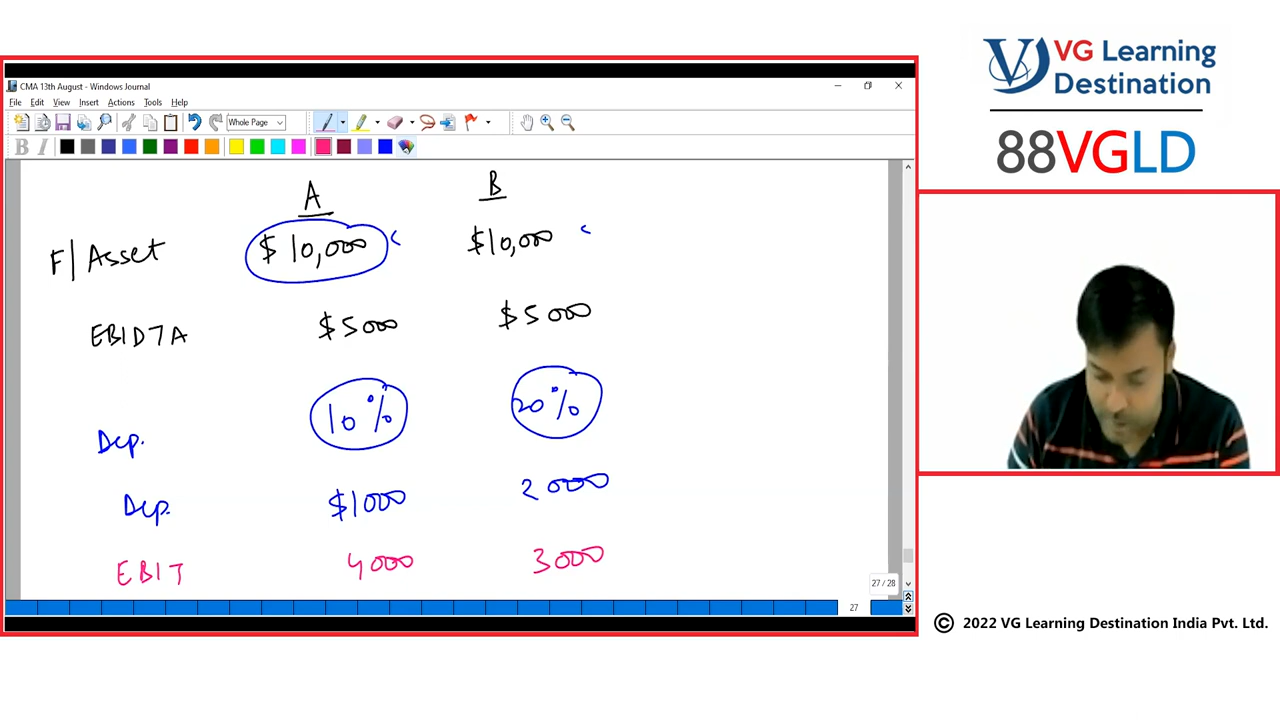 CMA 13th August - Windows Journal
File Edit View Insert Actions Tools Help
Whole Page
B I
A B
F/Asset $10,000 $10,000
EBIDTA $5000 $5000
Dep. 10% 20%
Dep. $1000 2000
EBIT 4000 3000
27 / 28
27
VG Learning
Destination
88VGLD
© 2022 VG Learning Destination India Pvt. Ltd.